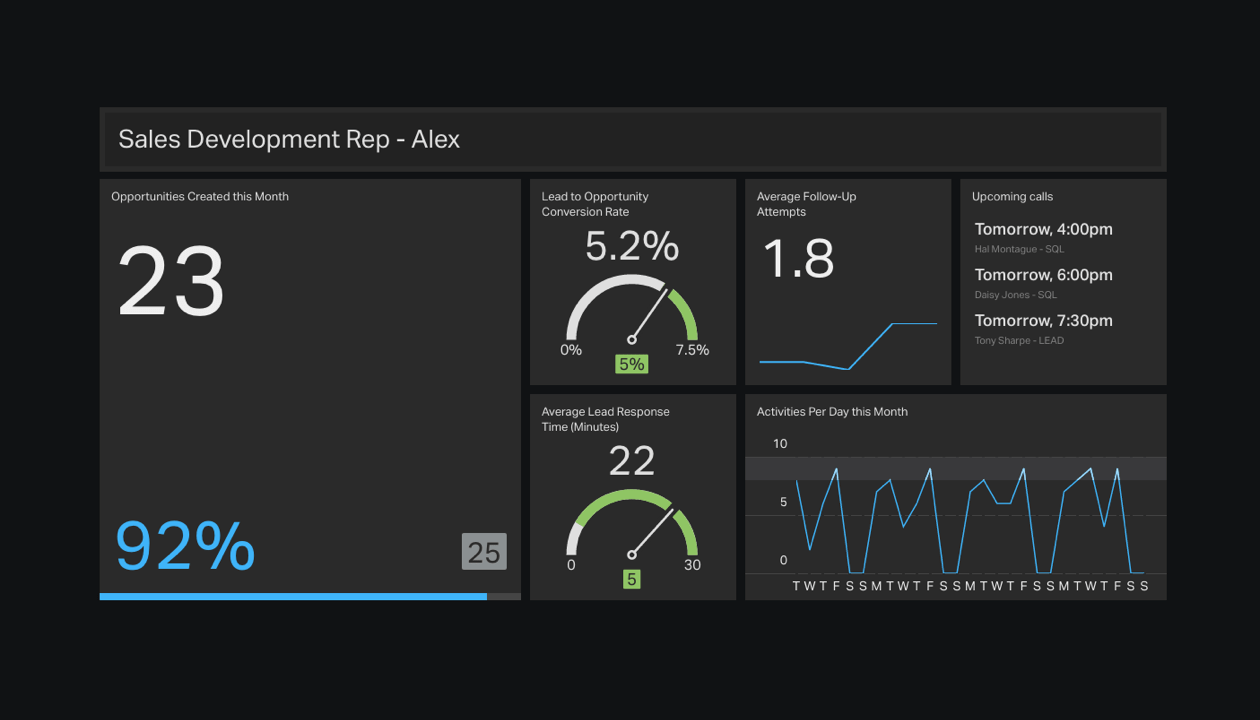 Sales Development Rep - Alex
Opportunities Created this Month
23
92%
25
Lead to Opportunity
Conversion Rate
5.2%
0%
7.5%
5%
Average Follow-Up
Attempts
1.8
Upcoming calls
Tomorrow, 4:00pm
Hal Montague - SQL
Tomorrow, 6:00pm
Daisy Jones - SQL
Tomorrow, 7:30pm
Tony Sharpe - LEAD
Average Lead Response
Time (Minutes)
22
0
30
5
Activities Per Day this Month
10
5
0
T W T F S S M T W T F S S M T W T F S S M T W T F S S